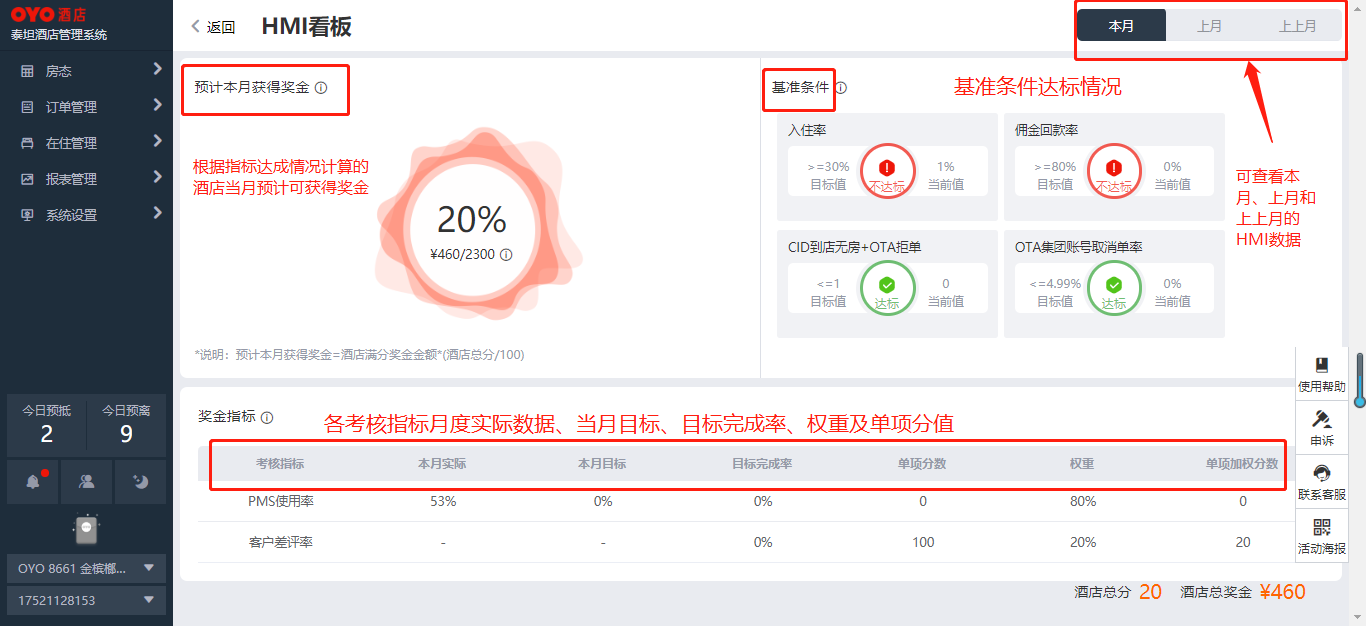 OYO 酒店
泰坦酒店管理系统
房态
订单管理
在住管理
报表管理
系统设置
今日预抵
2
今日预离
9
OYO 8661 金槟榔...
17521128153
返回
HMI看板
本月
上月
上上月
预计本月获得奖金
根据指标达成情况计算的
酒店当月预计可获得奖金
20%
¥460/2300
*说明：预计本月获得奖金=酒店满分奖金金额*(酒店总分/100)
基准条件
基准条件达标情况
入住率
>=30%
目标值
不达标
1%
当前值
佣金回款率
>=80%
目标值
不达标
0%
当前值
CID到店无房+OTA拒单
<=1
目标值
达标
0
当前值
OTA集团账号取消单率
<=4.99%
目标值
达标
0%
当前值
可查看本
月、上月和
上上月的
HMI数据
奖金指标
各考核指标月度实际数据、当月目标、目标完成率、权重及单项分值
考核指标 本月实际 本月目标 目标完成率 单项分数 权重 单项加权分数
PMS使用率 53% 0% 0% 0 80% 0
客户差评率 - - 0% 100 20% 20
酒店总分 20 酒店总奖金 ¥460
使用帮助
申诉
联系客服
活动海报